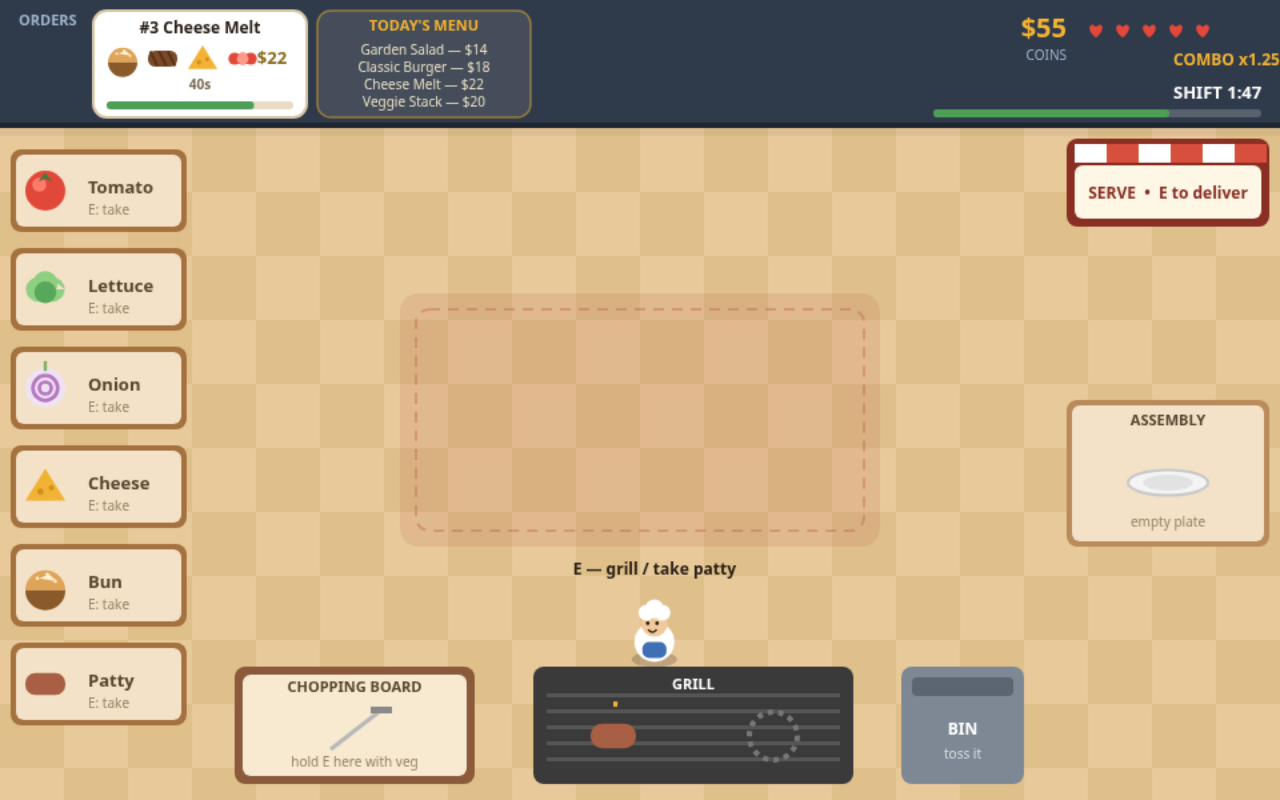 ORDERS
#3 Cheese Melt
$22
40s
TODAY'S MENU
Garden Salad — $14
Classic Burger — $18
Cheese Melt — $22
Veggie Stack — $20
$55
COINS
COMBO x1.25
SHIFT 1:47
Tomato
E: take
Lettuce
E: take
Onion
E: take
Cheese
E: take
Bun
E: take
Patty
E: take
SERVE • E to deliver
ASSEMBLY
empty plate
E — grill / take patty
CHOPPING BOARD
hold E here with veg
GRILL
BIN
toss it